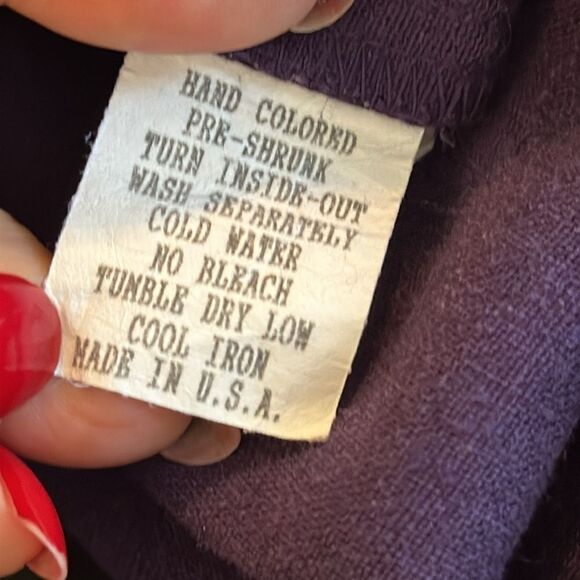 HAND COLORED
PRE-SHRUNK
TURN INSIDE-OUT
WASH SEPARATELY
COLD WATER
NO BLEACH
TUMBLE DRY LOW
COOL IRON
MADE IN U.S.A.